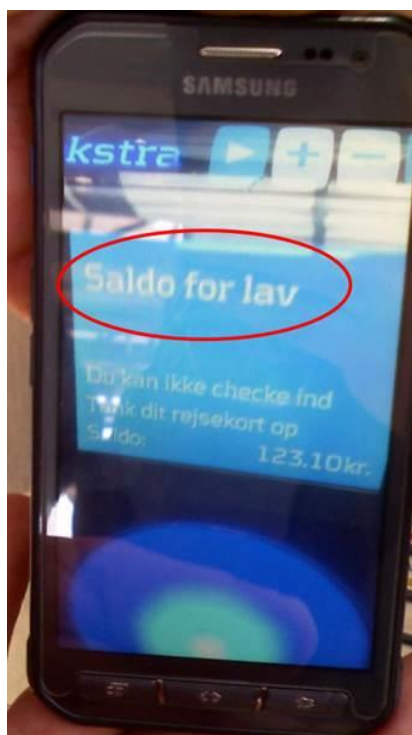 SAMSUNG
kstra
Saldo for lav
Du kan ikke checke ind
Tank dit rejsekort op
Saldo: 123.10kr.